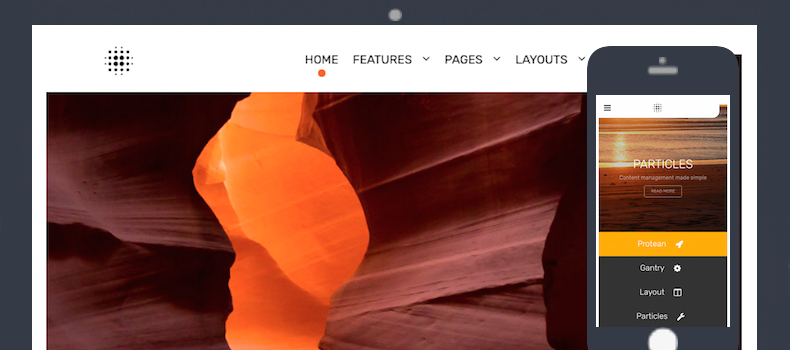 HOME FEATURES PAGES LAYOUTS
PARTICLES
Content management made simple
READ MORE
Protean
Gantry
Layout
Particles